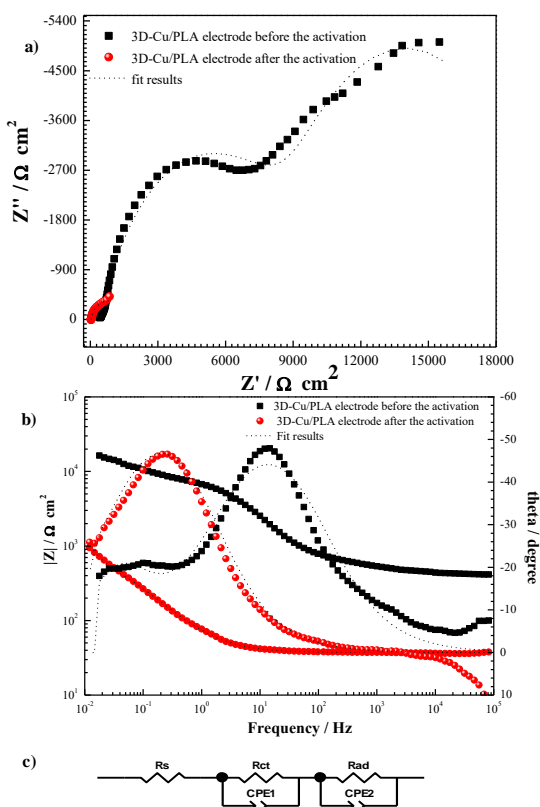 a)
3D-Cu/PLA electrode before the activation
3D-Cu/PLA electrode after the activation
fit results
-5400
-4500
-3600
-2700
-1800
-900
0
Z'' / Ω cm²
0 3000 6000 9000 12000 15000 18000
Z' / Ω cm²
b)
3D-Cu/PLA electrode before the activation
3D-Cu/PLA electrode after the activation
Fit results
10⁵
10⁴
10³
10²
10¹
|Z|/ Ω cm²
-60
-50
-40
-30
-20
-10
0
10
theta / degree
10⁻² 10⁻¹ 10⁰ 10¹ 10² 10³ 10⁴ 10⁵
Frequency / Hz
c)
Rs Rct Rad
CPE1 CPE2